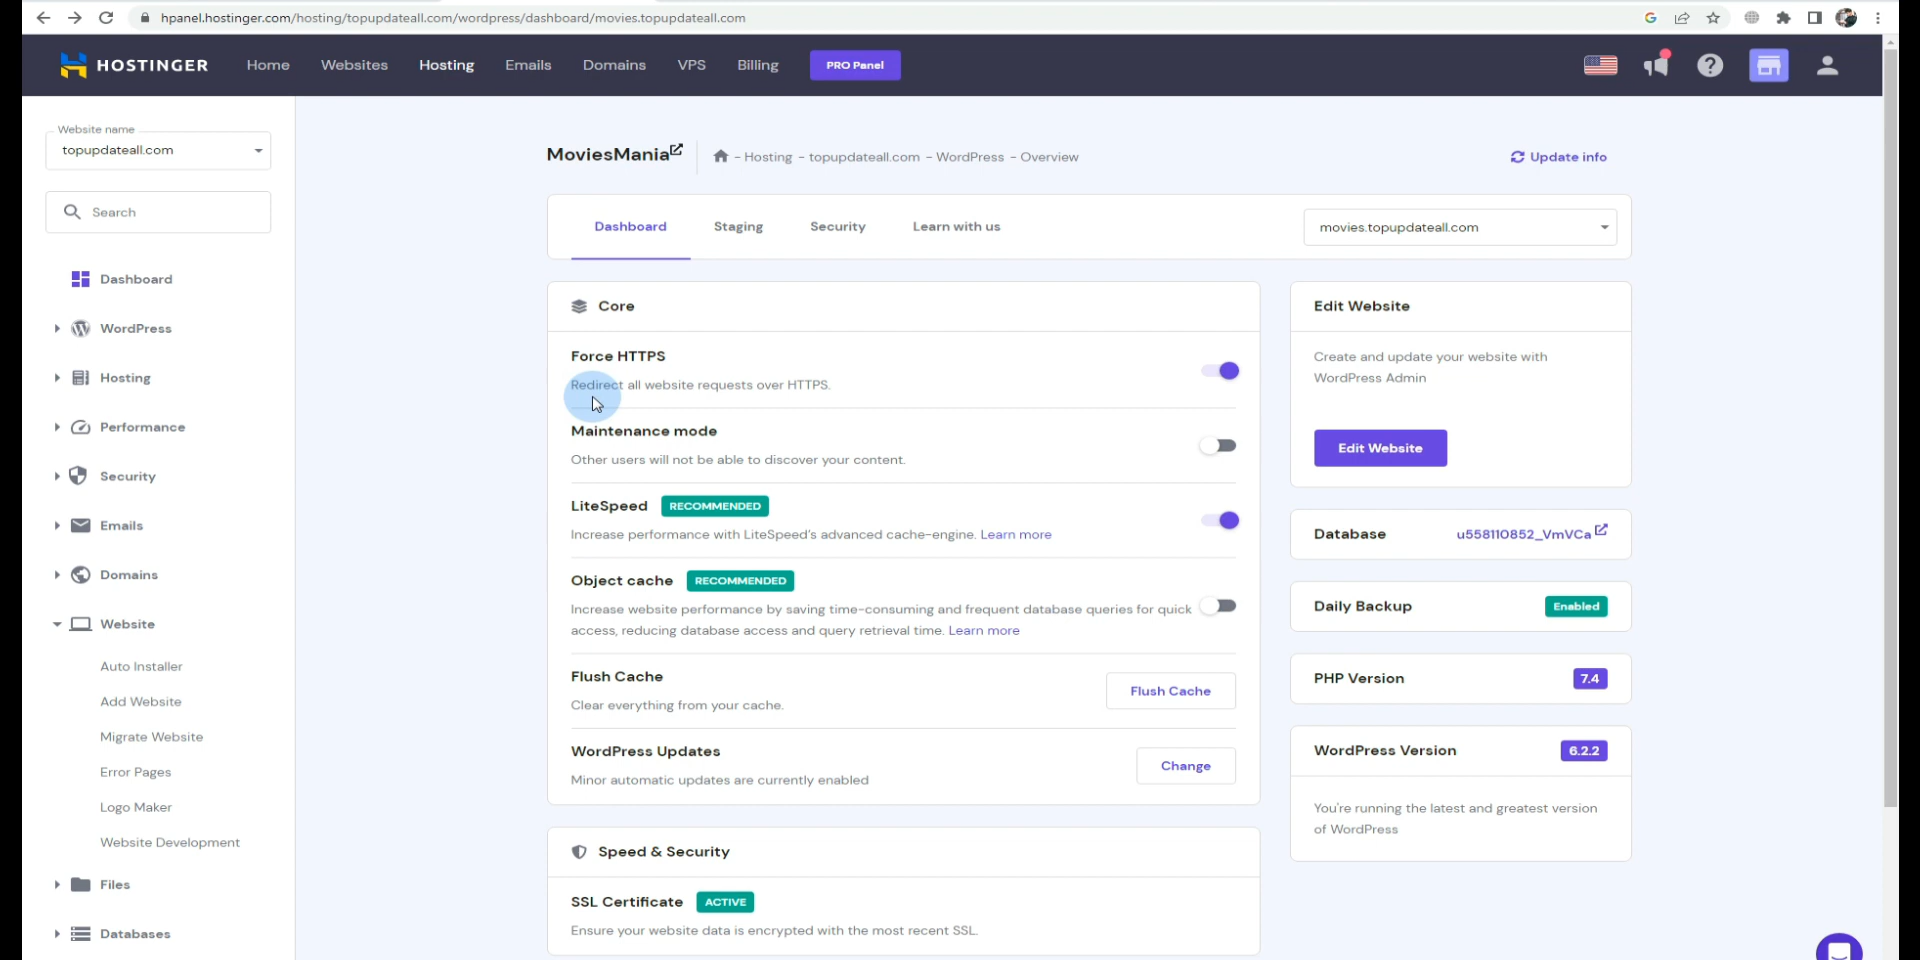 hpanel.hostinger.com/hosting/topupdateall.com/wordpress/dashboard/movies.topupdateall.com
HOSTINGER
Home
Websites
Hosting
Emails
Domains
VPS
Billing
PRO Panel
Website name
topupdateall.com
Search
Dashboard
WordPress
Hosting
Performance
Security
Emails
Domains
Website
Auto Installer
Add Website
Migrate Website
Error Pages
Logo Maker
Website Development
Files
Databases
MoviesMania
- Hosting - topupdateall.com - WordPress - Overview
Update info
Dashboard
Staging
Security
Learn with us
movies.topupdateall.com
Core
Force HTTPS
Redirect all website requests over HTTPS.
Maintenance mode
Other users will not be able to discover your content.
LiteSpeed RECOMMENDED
Increase performance with LiteSpeed's advanced cache-engine. Learn more
Object cache RECOMMENDED
Increase website performance by saving time-consuming and frequent database queries for quick
access, reducing database access and query retrieval time. Learn more
Flush Cache
Clear everything from your cache.
Flush Cache
WordPress Updates
Minor automatic updates are currently enabled
Change
Speed & Security
SSL Certificate ACTIVE
Ensure your website data is encrypted with the most recent SSL.
Edit Website
Create and update your website with
WordPress Admin
Edit Website
Database u558110852_VmVCa
Daily Backup Enabled
PHP Version 7.4
WordPress Version 6.2.2
You're running the latest and greatest version
of WordPress